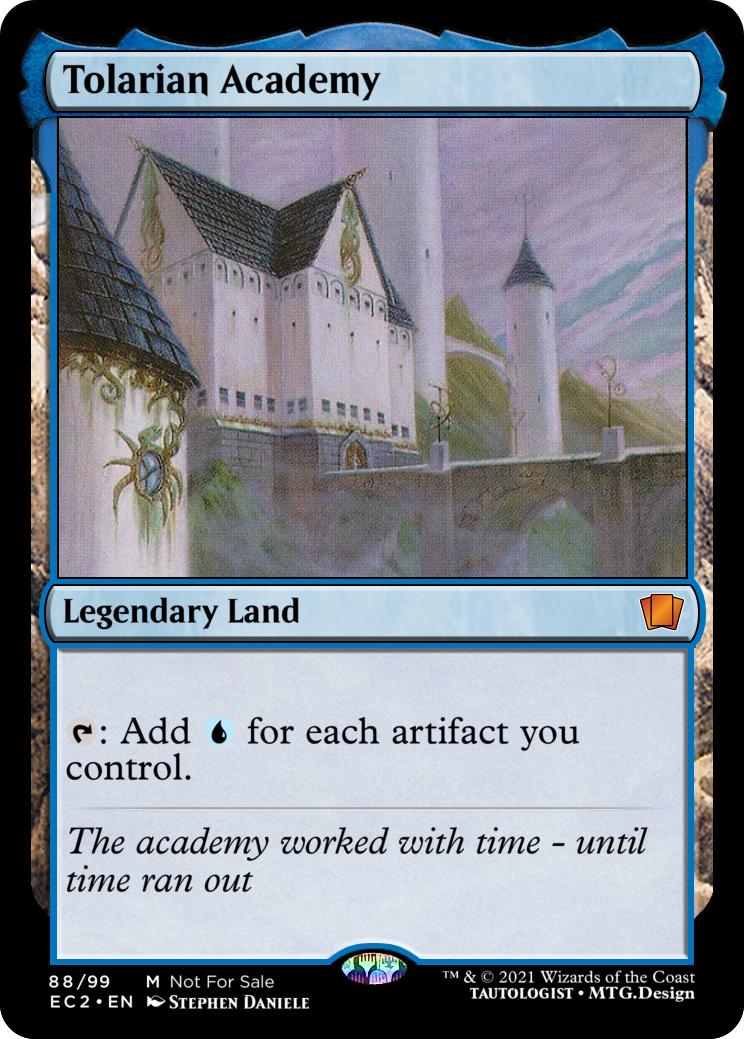 Tolarian Academy
Legendary Land
: Add for each artifact you
control.
The academy worked with time - until
time ran out
88/99 M Not For Sale
EC2 • EN STEPHEN DANIELE
™ & © 2021 Wizards of the Coast
TAUTOLOGIST • MTG.Design